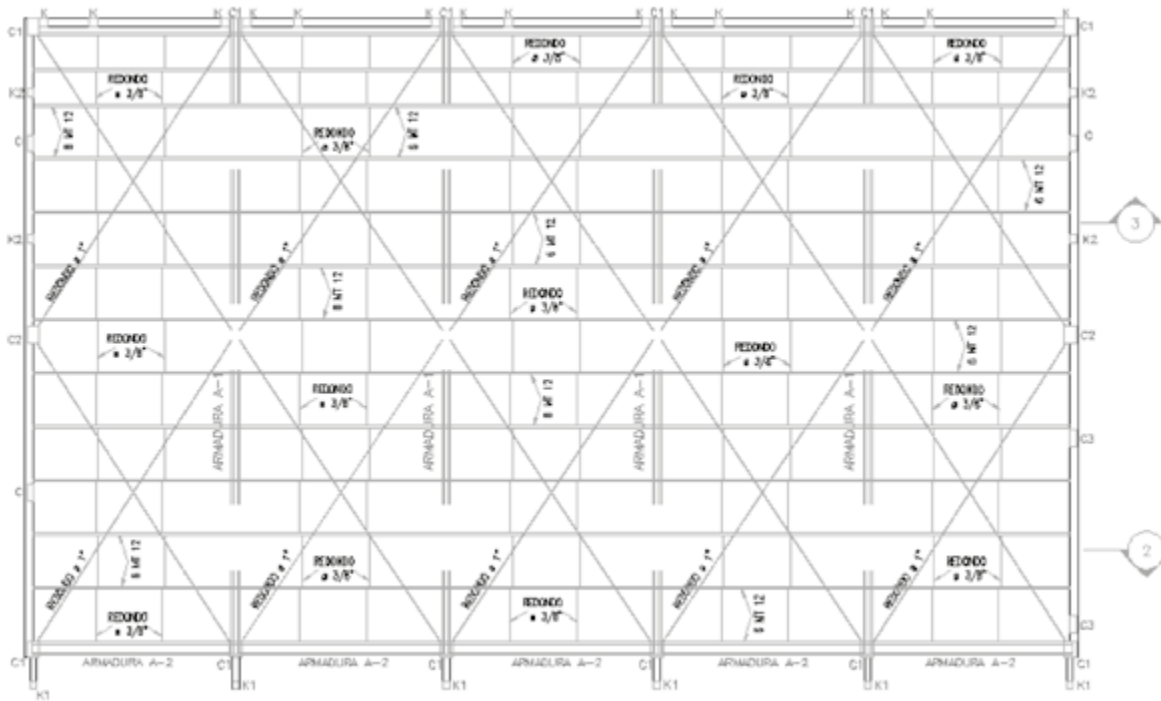 K K K C1 K K C1 K K C1 K K C1 K K K
C1 C1
REDONDO
ø 3/8"
REDONDO
ø 3/8"
REDONDO
ø 3/8"
REDONDO
ø 3/8"
K2 K2
6 MT 12
REDONDO
ø 3/8"
6 MT 12
C C
6 MT 12
3
K2 K2
6 MT 12
REDONDO ø 1"
REDONDO ø 1"
REDONDO ø 1"
REDONDO ø 1"
REDONDO ø 1"
6 MT 12
REDONDO
ø 3/8"
C2 C2
REDONDO
ø 3/8"
REDONDO
ø 3/8"
6 MT 12
REDONDO
ø 3/8"
6 MT 12
REDONDO
ø 3/8"
ARMADURA A-1
ARMADURA A-1
ARMADURA A-1
ARMADURA A-1
C3
C
2
6 MT 12
REDONDO ø 1"
REDONDO ø 1"
REDONDO ø 1"
REDONDO ø 1"
REDONDO ø 1"
REDONDO
ø 3/8"
REDONDO
ø 3/8"
REDONDO
ø 3/8"
REDONDO
ø 3/8"
6 MT 12
C3
C1 ARMADURA A-2 C1 ARMADURA A-2 C1 ARMADURA A-2 C1 ARMADURA A-2 C1 ARMADURA A-2 C1
K1 K1 K1 K1 K1 K1